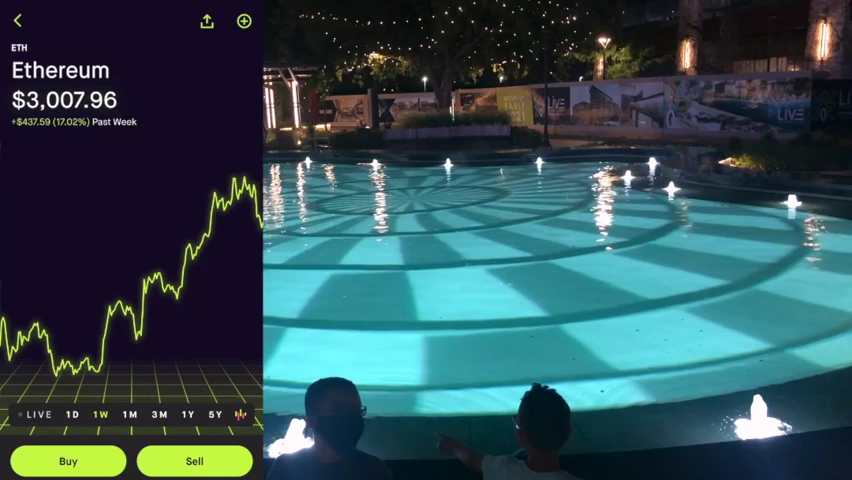 ETH
Ethereum
$3,007.96
+$437.59 (17.02%) Past Week
LIVE 1D 1W 1M 3M 1Y 5Y
Buy Sell
LIVE
LIVE